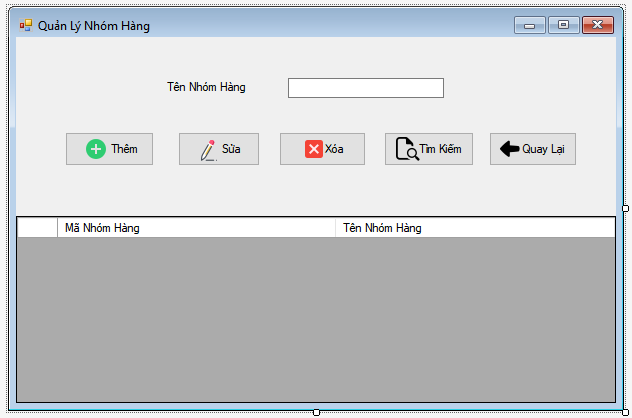 Quản Lý Nhóm Hàng
Tên Nhóm Hàng
Thêm Sửa Xóa Tìm Kiếm Quay Lại
Mã Nhóm Hàng Tên Nhóm Hàng